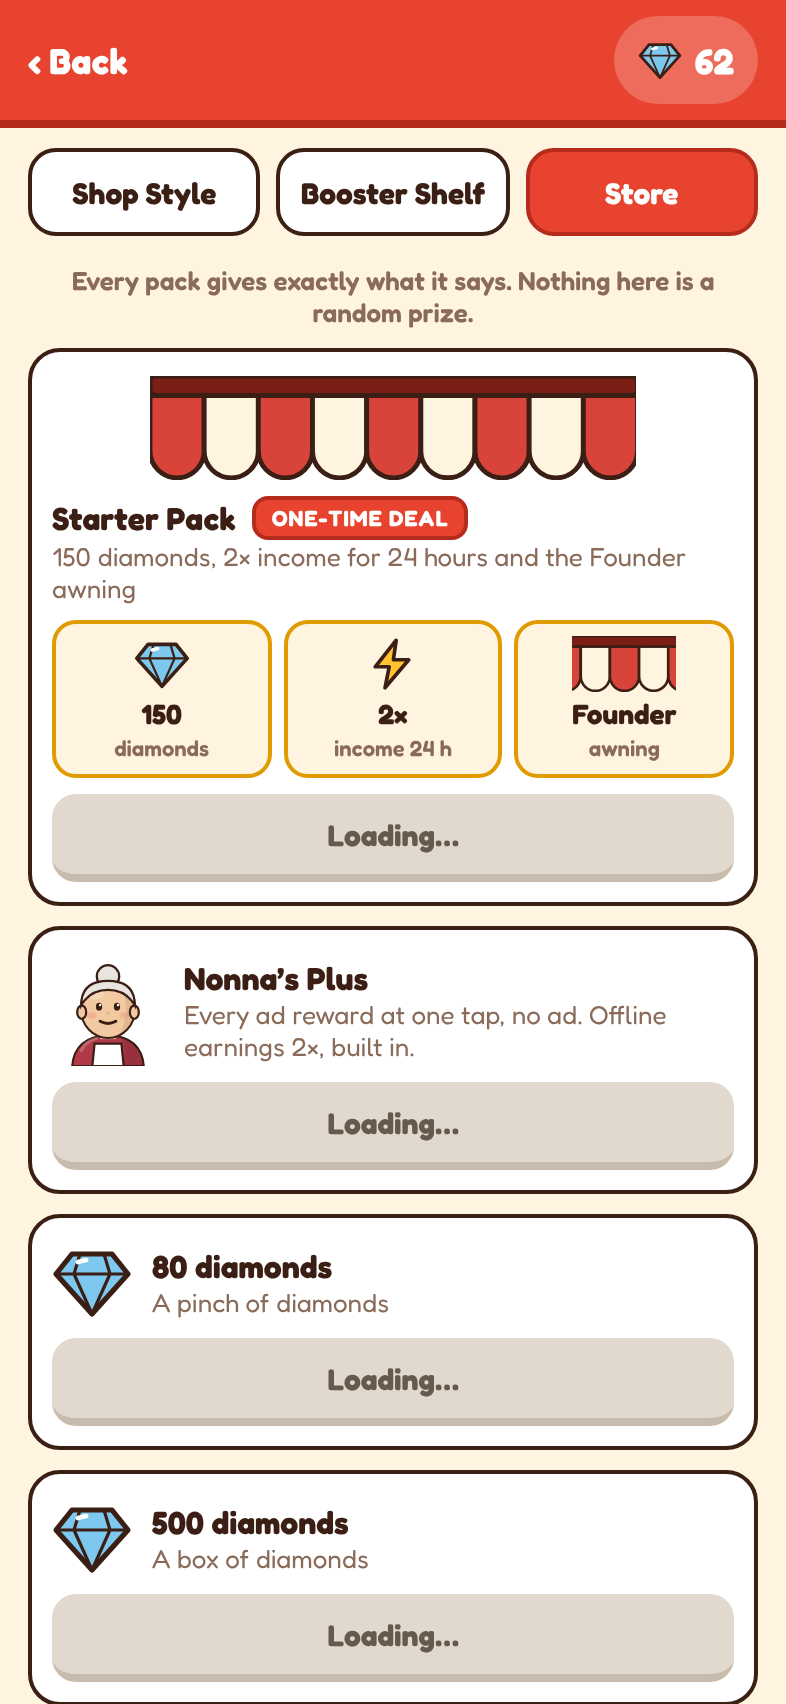 ‹ Back
62
Shop Style
Booster Shelf
Store
Every pack gives exactly what it says. Nothing here is a
random prize.
Starter Pack
ONE-TIME DEAL
150 diamonds, 2× income for 24 hours and the Founder
awning
150
diamonds
2×
income 24 h
Founder
awning
Loading...
Nonna’s Plus
Every ad reward at one tap, no ad. Offline
earnings 2×, built in.
Loading...
80 diamonds
A pinch of diamonds
Loading...
500 diamonds
A box of diamonds
Loading...